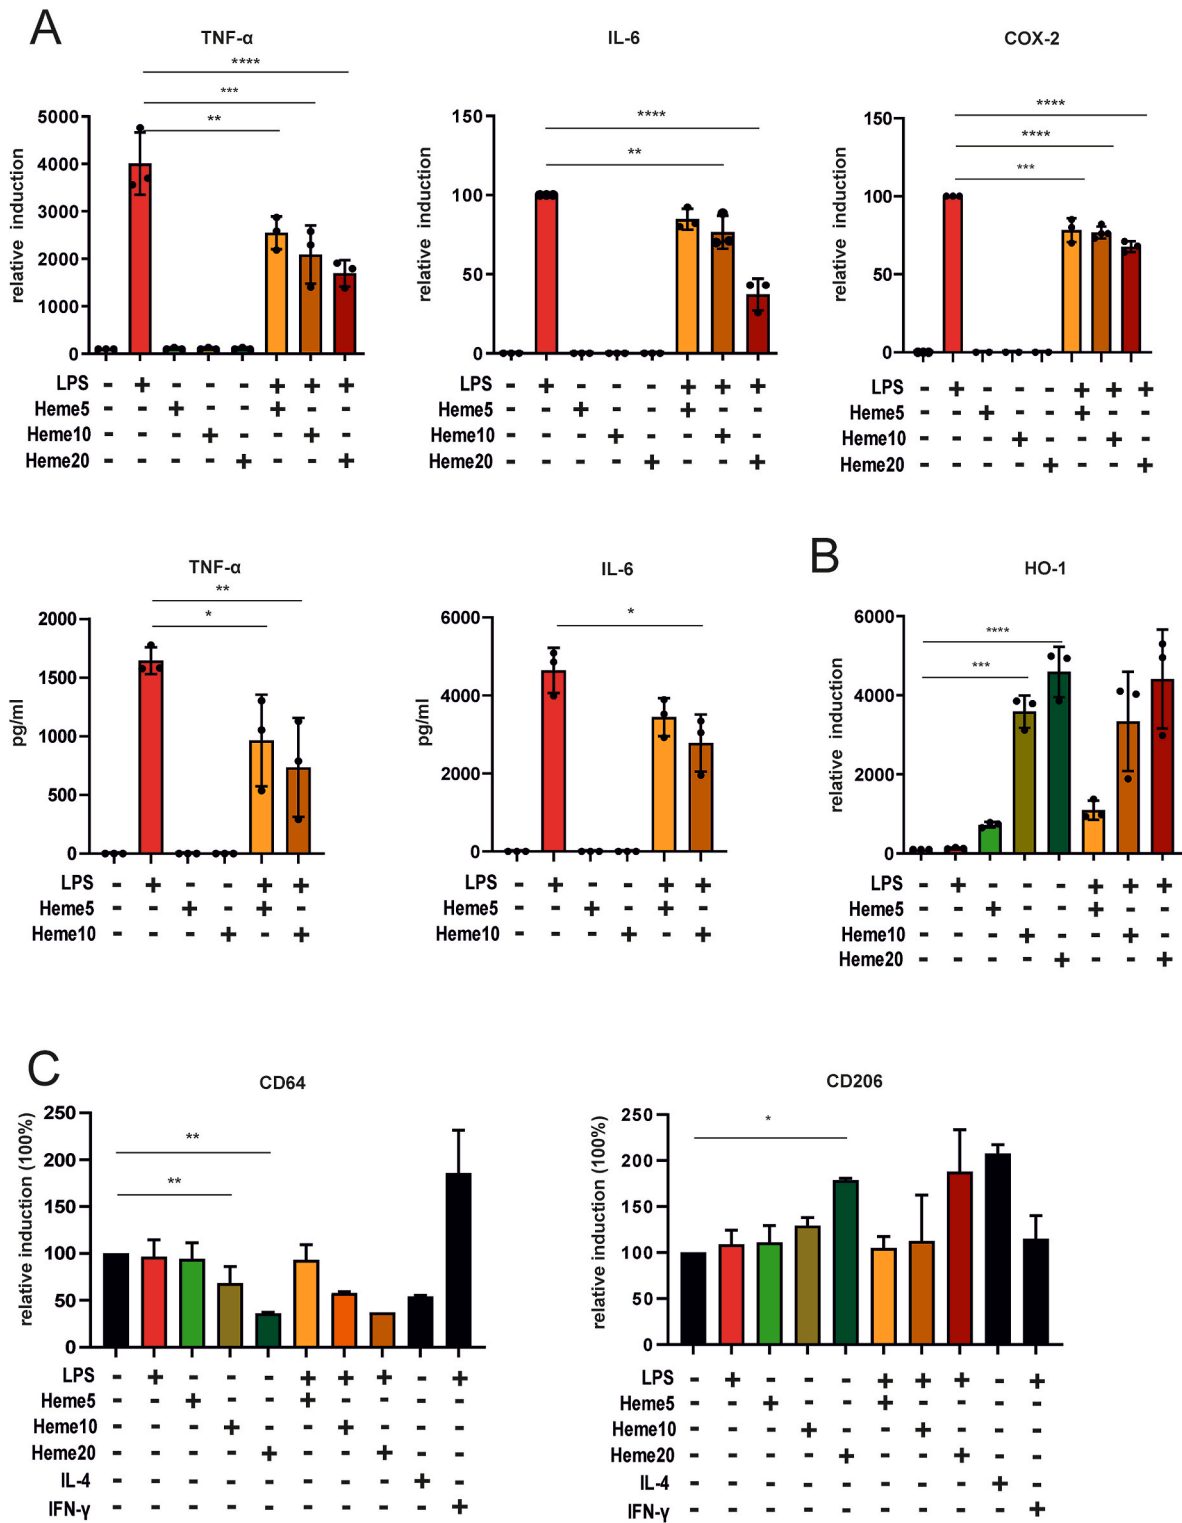 A
TNF-α
****
***
**
relative induction
5000
4000
3000
2000
1000
0
LPS - + - - - + + +
Heme5 - - + - - + - -
Heme10 - - - + - - + -
Heme20 - - - - + - - +
IL-6
****
**
relative induction
150
100
50
0
LPS - + - - - + + +
Heme5 - - + - - + - -
Heme10 - - - + - - + -
Heme20 - - - - + - - +
COX-2
****
****
***
relative induction
150
100
50
0
LPS - + - - - + + +
Heme5 - - + - - + - -
Heme10 - - - + - - + -
Heme20 - - - - + - - +
TNF-α
**
*
pg/ml
2000
1500
1000
500
0
LPS - + - - + +
Heme5 - - + - + -
Heme10 - - - + - +
IL-6
*
pg/ml
6000
4000
2000
0
LPS - + - - + +
Heme5 - - + - + -
Heme10 - - - + - +
B
HO-1
****
***
relative induction
6000
4000
2000
0
LPS - + - - - + + +
Heme5 - - + - - + - -
Heme10 - - - + - - + -
Heme20 - - - - + - - +
C
CD64
**
**
relative induction (100%)
250
200
150
100
50
0
LPS - + - - - + + + - +
Heme5 - - + - - + - - - -
Heme10 - - - + - - + - - -
Heme20 - - - - + - - + - -
IL-4 - - - - - - - - + -
IFN-γ - - - - - - - - - +
CD206
*
relative induction (100%)
250
200
150
100
50
0
LPS - + - - - + + + - +
Heme5 - - + - - + - - - -
Heme10 - - - + - - + - - -
Heme20 - - - - + - - + - -
IL-4 - - - - - - - - + -
IFN-γ - - - - - - - - - +